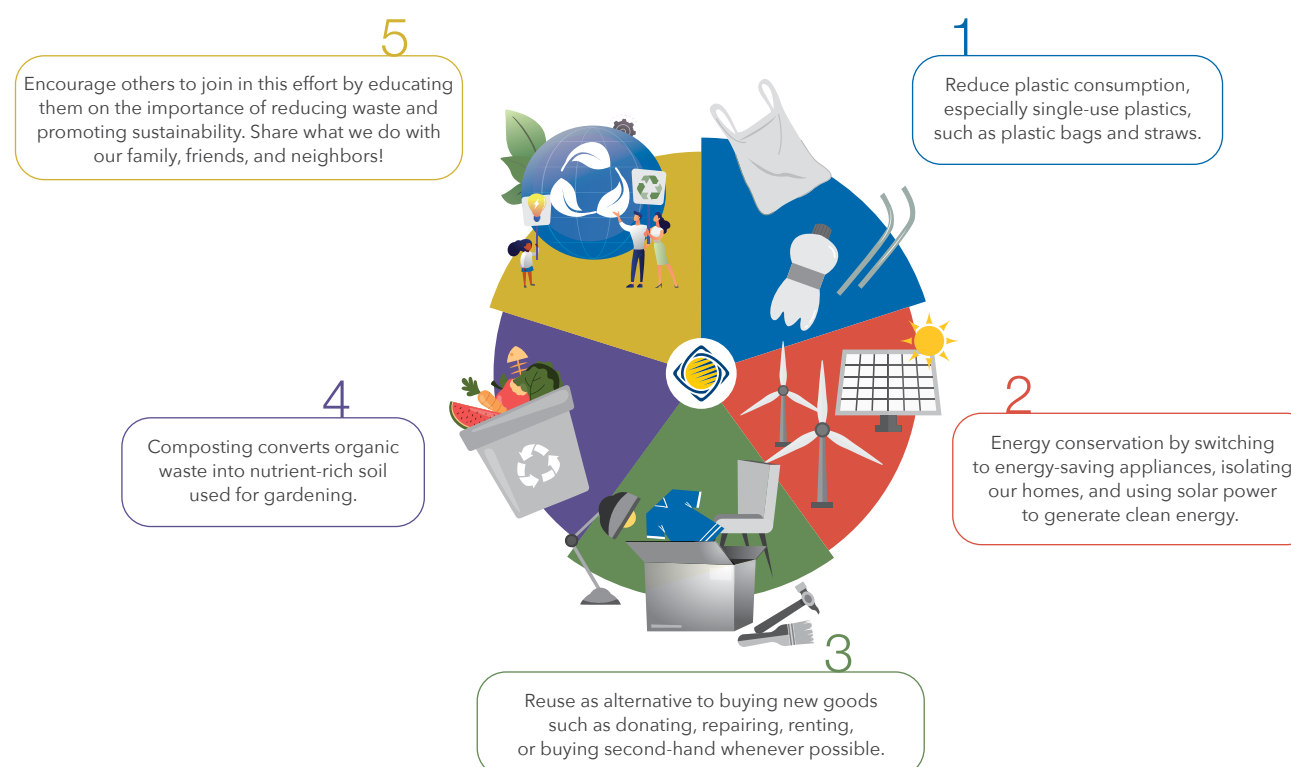 1
Reduce plastic consumption,
especially single-use plastics,
such as plastic bags and straws.
2
Energy conservation by switching
to energy-saving appliances, isolating
our homes, and using solar power
to generate clean energy.
3
Reuse as alternative to buying new goods
such as donating, repairing, renting,
or buying second-hand whenever possible.
4
Composting converts organic
waste into nutrient-rich soil
used for gardening.
5
Encourage others to join in this effort by educating
them on the importance of reducing waste and
promoting sustainability. Share what we do with
our family, friends, and neighbors!